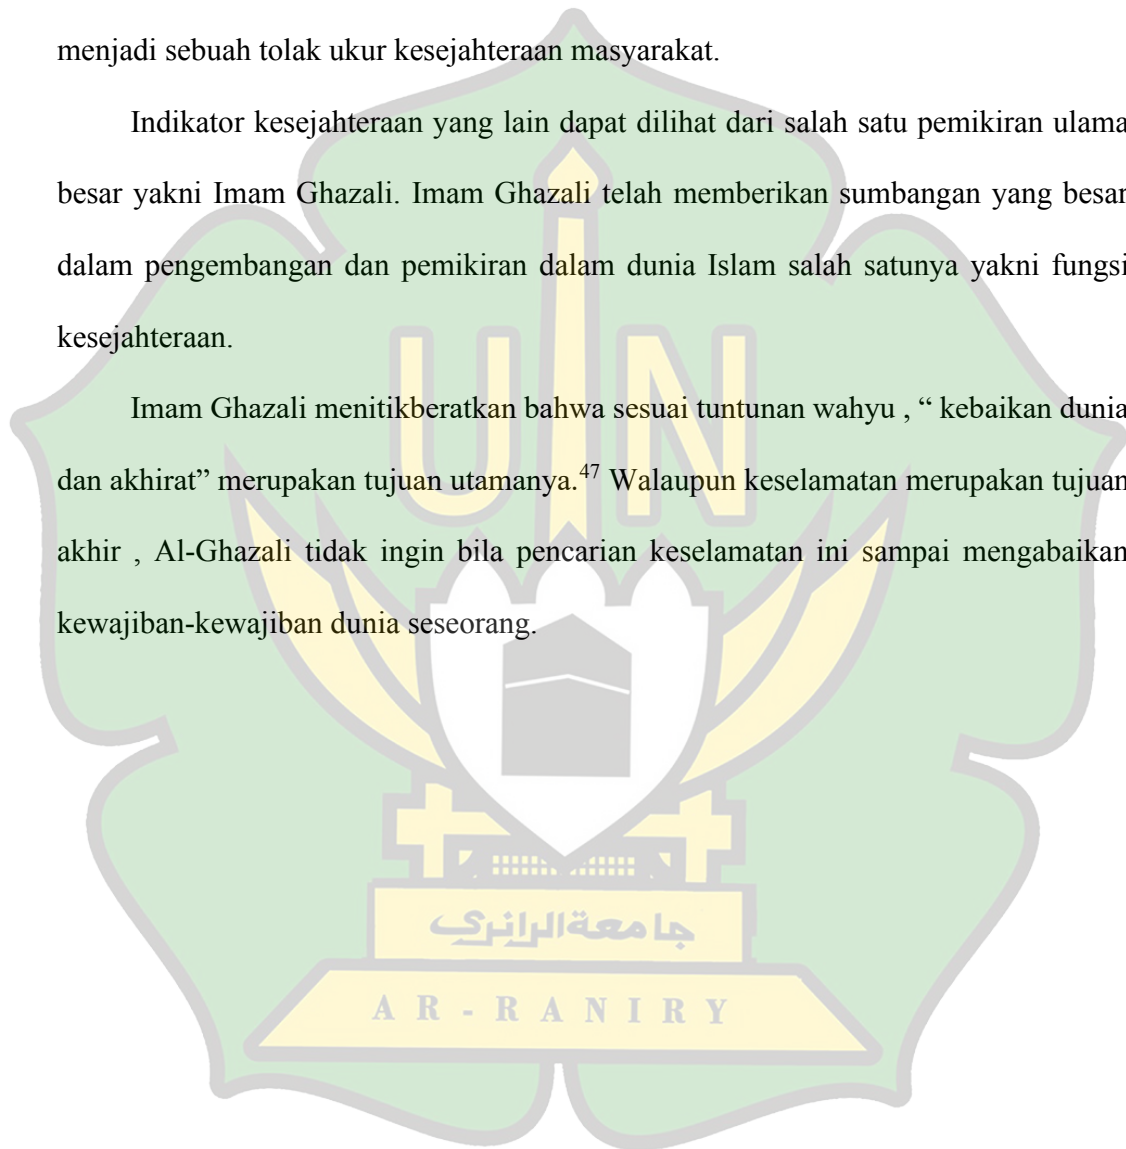 menjadi sebuah tolak ukur kesejahteraan masyarakat.
Indikator kesejahteraan yang lain dapat dilihat dari salah satu pemikiran ulama
besar yakni Imam Ghazali. Imam Ghazali telah memberikan sumbangan yang besar
dalam pengembangan dan pemikiran dalam dunia Islam salah satunya yakni fungsi
kesejahteraan.
Imam Ghazali menitikberatkan bahwa sesuai tuntunan wahyu , “ kebaikan dunia
dan akhirat” merupakan tujuan utamanya.47 Walaupun keselamatan merupakan tujuan
akhir , Al-Ghazali tidak ingin bila pencarian keselamatan ini sampai mengabaikan
kewajiban-kewajiban dunia seseorang.
UIN
جامعة الرانري
AR-RANIRY